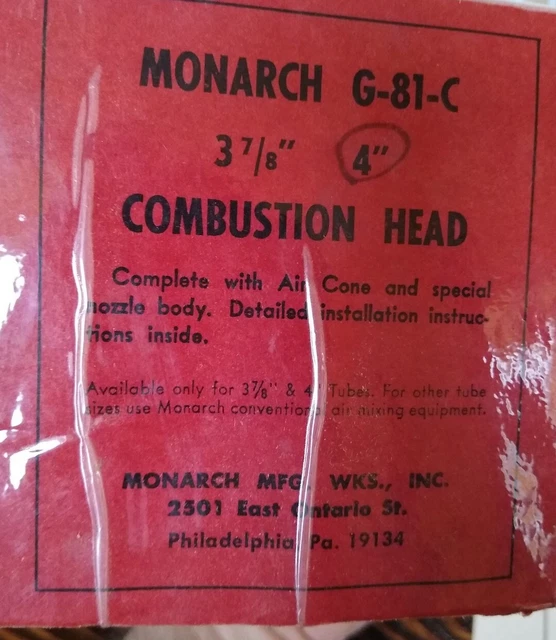 MONARCH G-81-C
3 7/8" 4"
COMBUSTION HEAD
Complete with Air Cone and special
nozzle body. Detailed installation instruc-
tions inside.
Available only for 3⅞" & 4" Tubes. For other tube
sizes use Monarch conventional air mixing equipment.
MONARCH MFG. WKS., INC.
2501 East Ontario St.
Philadelphia, Pa. 19134